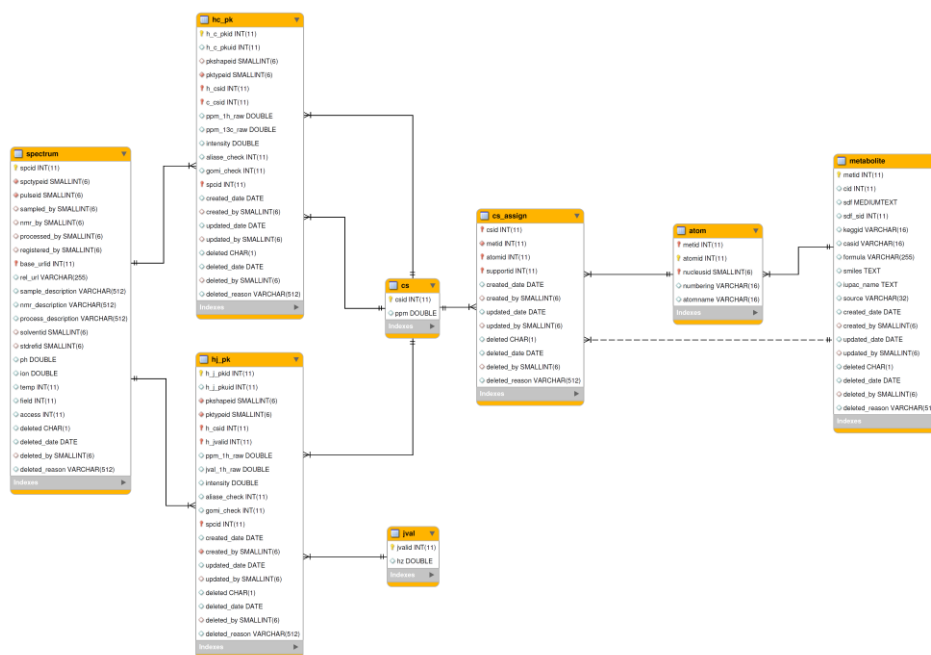 hc_pk
h_c_pkid INT(11)
h_c_pkuid INT(11)
pkshapeid SMALLINT(6)
pktypeid SMALLINT(6)
h_csid INT(11)
c_csid INT(11)
ppm_1h_raw DOUBLE
ppm_13c_raw DOUBLE
intensity DOUBLE
aliase_check INT(11)
gomi_check INT(11)
spcid INT(11)
created_date DATE
created_by SMALLINT(6)
updated_date DATE
updated_by SMALLINT(6)
deleted CHAR(1)
deleted_date DATE
deleted_by SMALLINT(6)
deleted_reason VARCHAR(512)
Indexes
spectrum
spcid INT(11)
spctypeid SMALLINT(6)
pulseid SMALLINT(6)
sampled_by SMALLINT(6)
nmr_by SMALLINT(6)
processed_by SMALLINT(6)
registered_by SMALLINT(6)
base_urlid INT(11)
rel_url VARCHAR(255)
sample_description VARCHAR(512)
nmr_description VARCHAR(512)
process_description VARCHAR(512)
solventid SMALLINT(6)
stdrefid SMALLINT(6)
ph DOUBLE
ion DOUBLE
temp INT(11)
field INT(11)
access INT(11)
deleted CHAR(1)
deleted_date DATE
deleted_by SMALLINT(6)
deleted_reason VARCHAR(512)
Indexes
hj_pk
h_j_pkid INT(11)
h_j_pkuid INT(11)
pkshapeid SMALLINT(6)
pktypeid SMALLINT(6)
h_csid INT(11)
h_jvalid INT(11)
ppm_1h_raw DOUBLE
jval_1h_raw DOUBLE
intensity DOUBLE
aliase_check INT(11)
gomi_check INT(11)
spcid INT(11)
created_date DATE
created_by SMALLINT(6)
updated_date DATE
updated_by SMALLINT(6)
deleted CHAR(1)
deleted_date DATE
deleted_by SMALLINT(6)
deleted_reason VARCHAR(512)
Indexes
cs
csid INT(11)
ppm DOUBLE
Indexes
jval
jvalid INT(11)
hz DOUBLE
Indexes
cs_assign
csid INT(11)
metid INT(11)
atomid INT(11)
supportid INT(11)
created_date DATE
created_by SMALLINT(6)
updated_date DATE
updated_by SMALLINT(6)
deleted CHAR(1)
deleted_date DATE
deleted_by SMALLINT(6)
deleted_reason VARCHAR(512)
Indexes
atom
metid INT(11)
atomid INT(11)
nucleusid SMALLINT(6)
numbering VARCHAR(16)
atomname VARCHAR(16)
Indexes
metabolite
metid INT(11)
cid INT(11)
sdf MEDIUMTEXT
sdf_sid INT(11)
keggid VARCHAR(16)
casid VARCHAR(16)
formula VARCHAR(255)
smiles TEXT
iupac_name TEXT
source VARCHAR(32)
created_date DATE
created_by SMALLINT(6)
updated_date DATE
updated_by SMALLINT(6)
deleted CHAR(1)
deleted_date DATE
deleted_by SMALLINT(6)
deleted_reason VARCHAR(51
Indexes